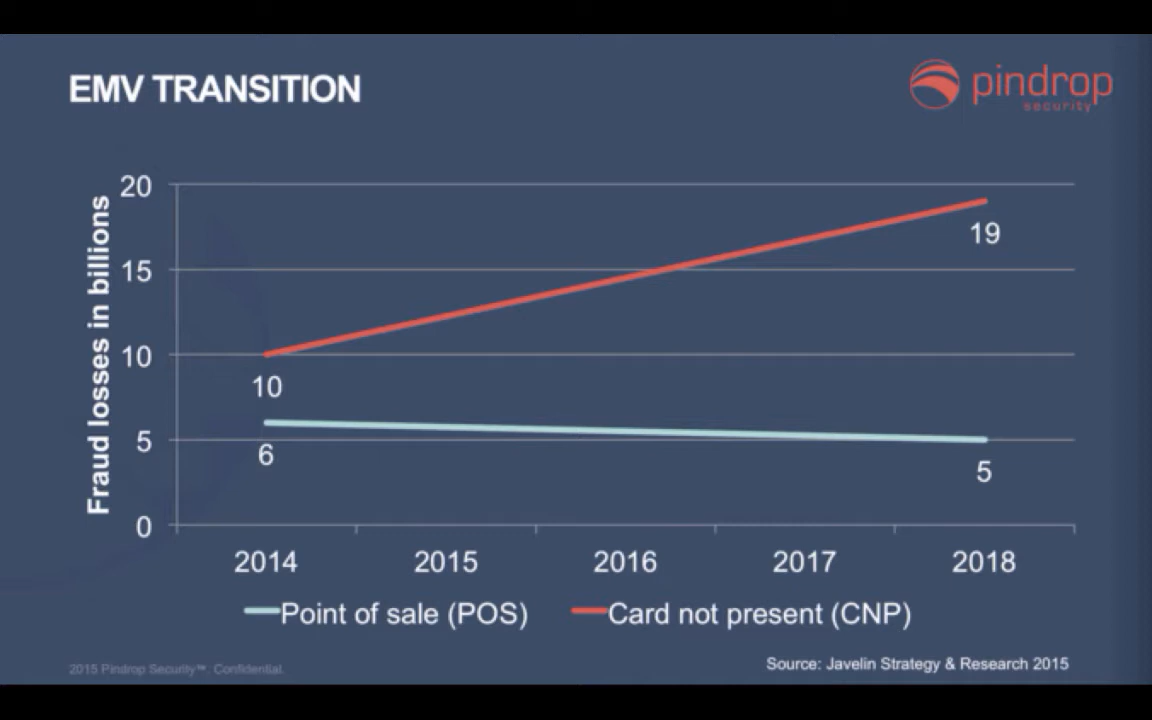 EMV TRANSITION
pindrop
security
Fraud losses in billions
20
15
10
5
0
19
10
6
5
2014 2015 2016 2017 2018
Point of sale (POS) Card not present (CNP)
2015 Pindrop Security™. Confidential.
Source: Javelin Strategy & Research 2015